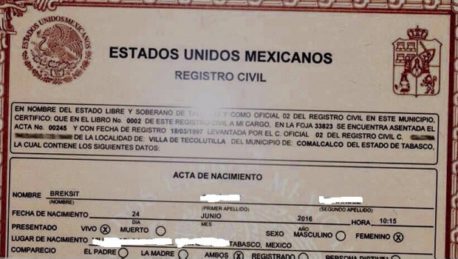 ESTADOS UNIDOS MEXICANOS
REGISTRO CIVIL
EN NOMBRE DEL ESTADO LIBRE Y SOBERANO DE Y COMO OFICIAL 02 DEL REGISTRO CIVIL EN ESTE MUNICIPIO,
CERTIFICO: QUE EN EL LIBRO No. 0002 DE ESTE REGISTRO CIVIL A MI CARGO, EN LA FOJA 33823 SE ENCUENTRA ASENTADA EL
ACTA No. 00245 Y CON FECHA DE REGISTRO 18/03/1997 LEVANTADA POR EL C. OFICIAL 02 DEL REGISTRO CIVIL
DE LA LOCALIDAD DE VILLA DE TECOLUTILLA DEL MUNICIPIO DE COMALCALCO DEL ESTADO DE TABASCO,
LA CUAL CONTIENE LOS SIGUIENTES DATOS:
ACTA DE NACIMIENTO
NOMBRE BREKSIT
(PRIMER APELLIDO) (SEGUNDO APELLIDO)
FECHA DE NACIMIENTO: 24 JUNIO 2016 HORA 10:15
DIA MES AÑO
PRESENTADO VIVO X MUERTO SEXO MASCULINO FEMENINO X
LUGAR DE NACIMIENTO TABASCO, MEXICO
COMPARECIO EL PADRE LA MADRE AMBOS X REGISTRADO